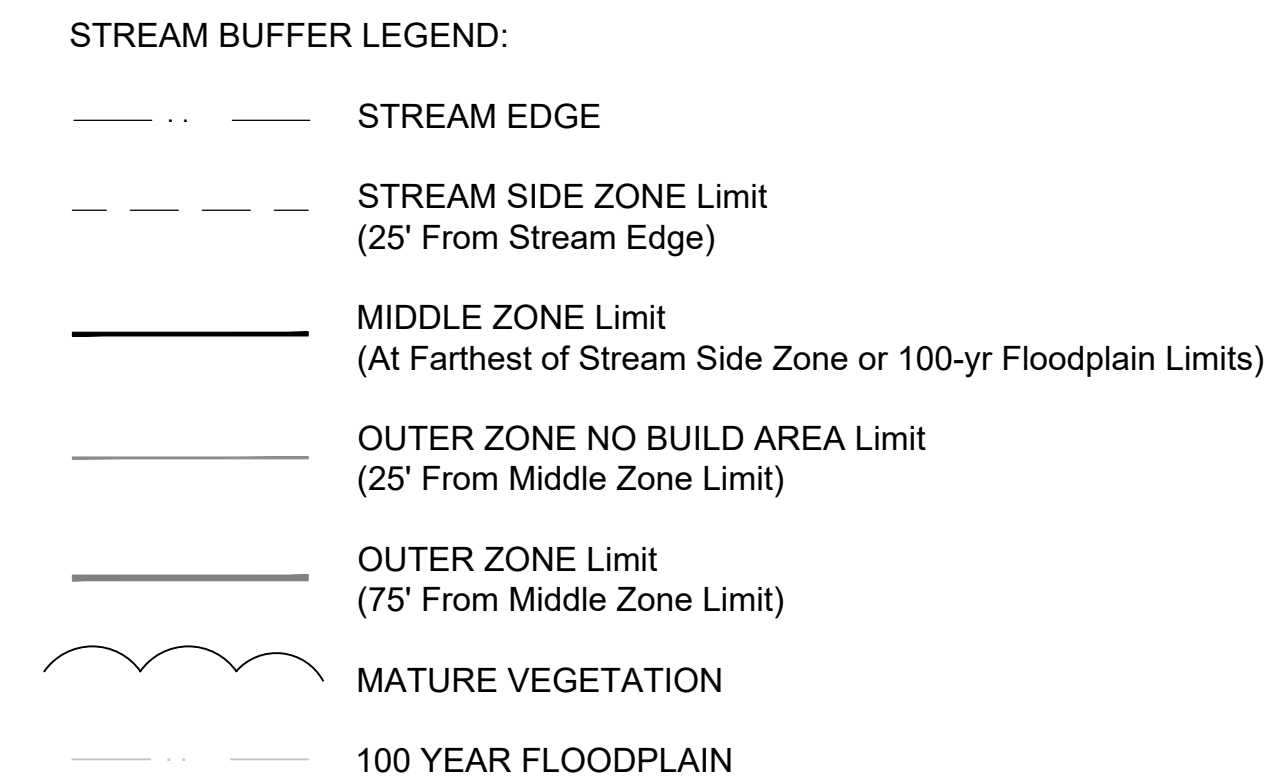 STREAM BUFFER LEGEND:
STREAM EDGE
STREAM SIDE ZONE Limit
(25' From Stream Edge)
MIDDLE ZONE Limit
(At Farthest of Stream Side Zone or 100-yr Floodplain Limits)
OUTER ZONE NO BUILD AREA Limit
(25' From Middle Zone Limit)
OUTER ZONE Limit
(75' From Middle Zone Limit)
MATURE VEGETATION
100 YEAR FLOODPLAIN